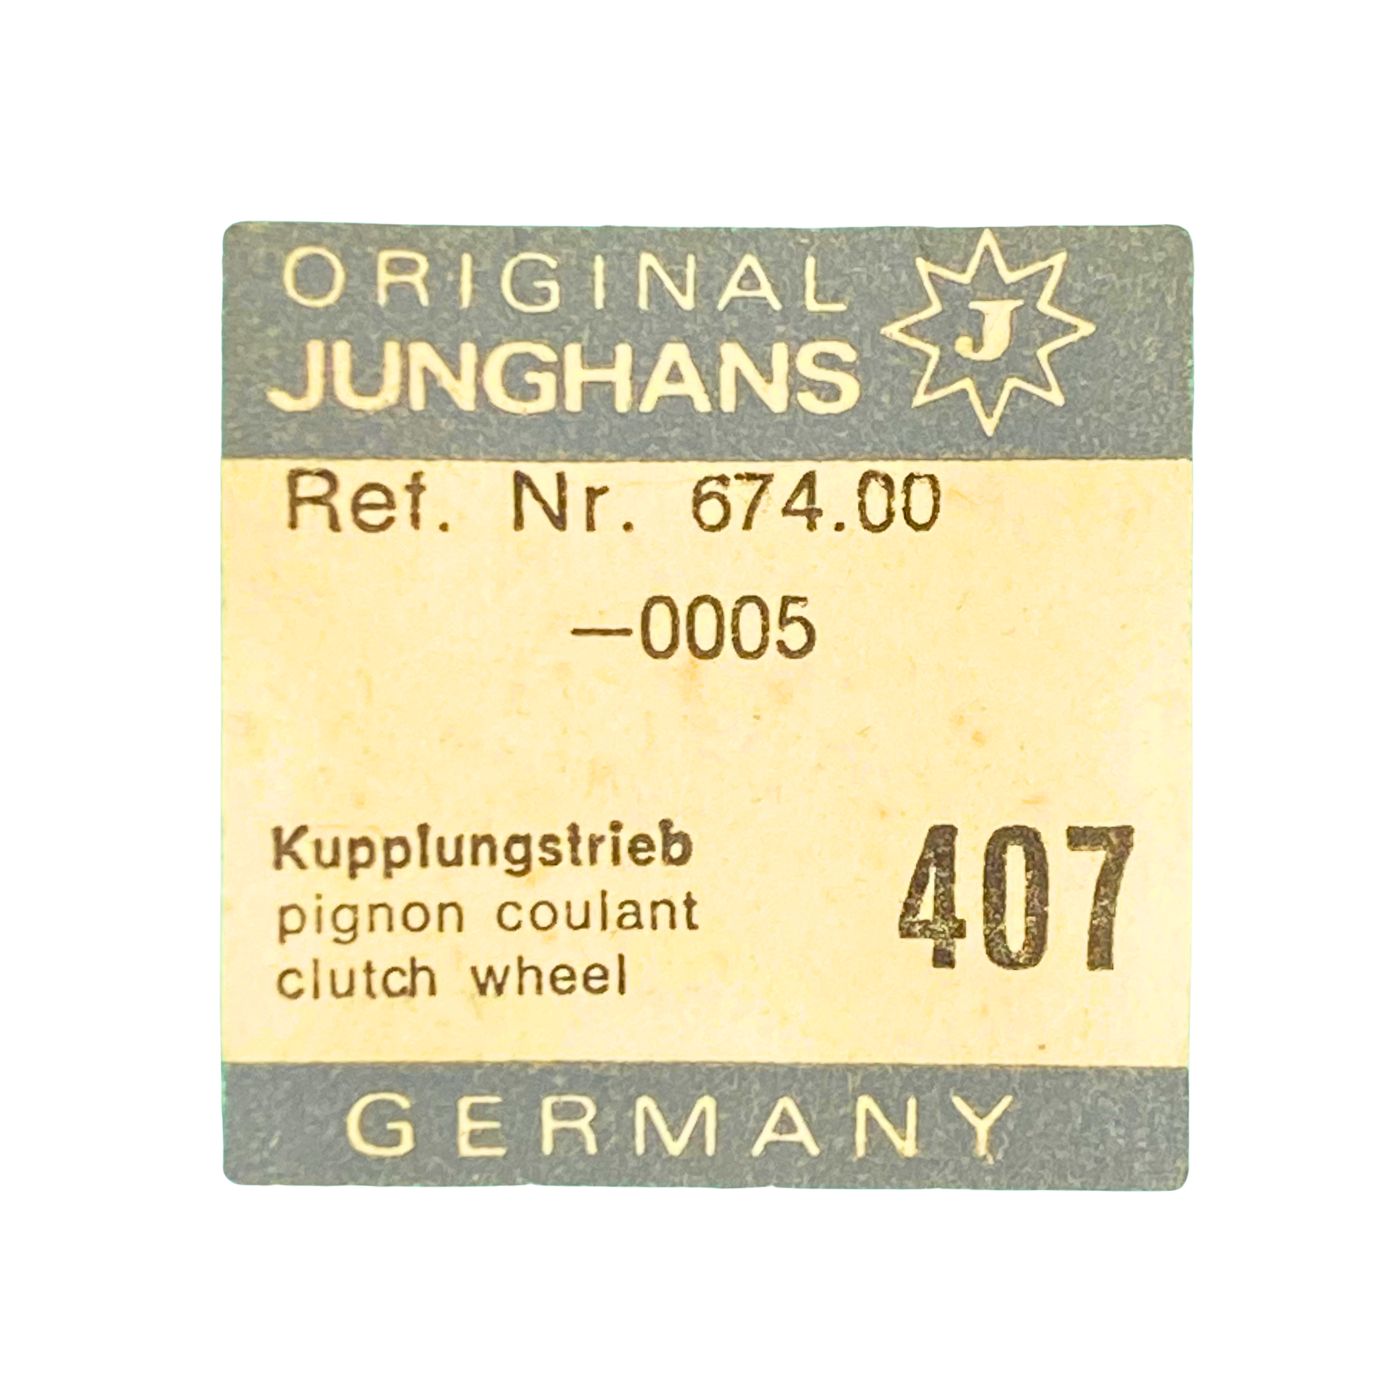 ORIGINAL
JUNGHANS
J
Ref. Nr. 674.00
—0005
Kupplungstrieb
pignon coulant
clutch wheel
407
GERMANY